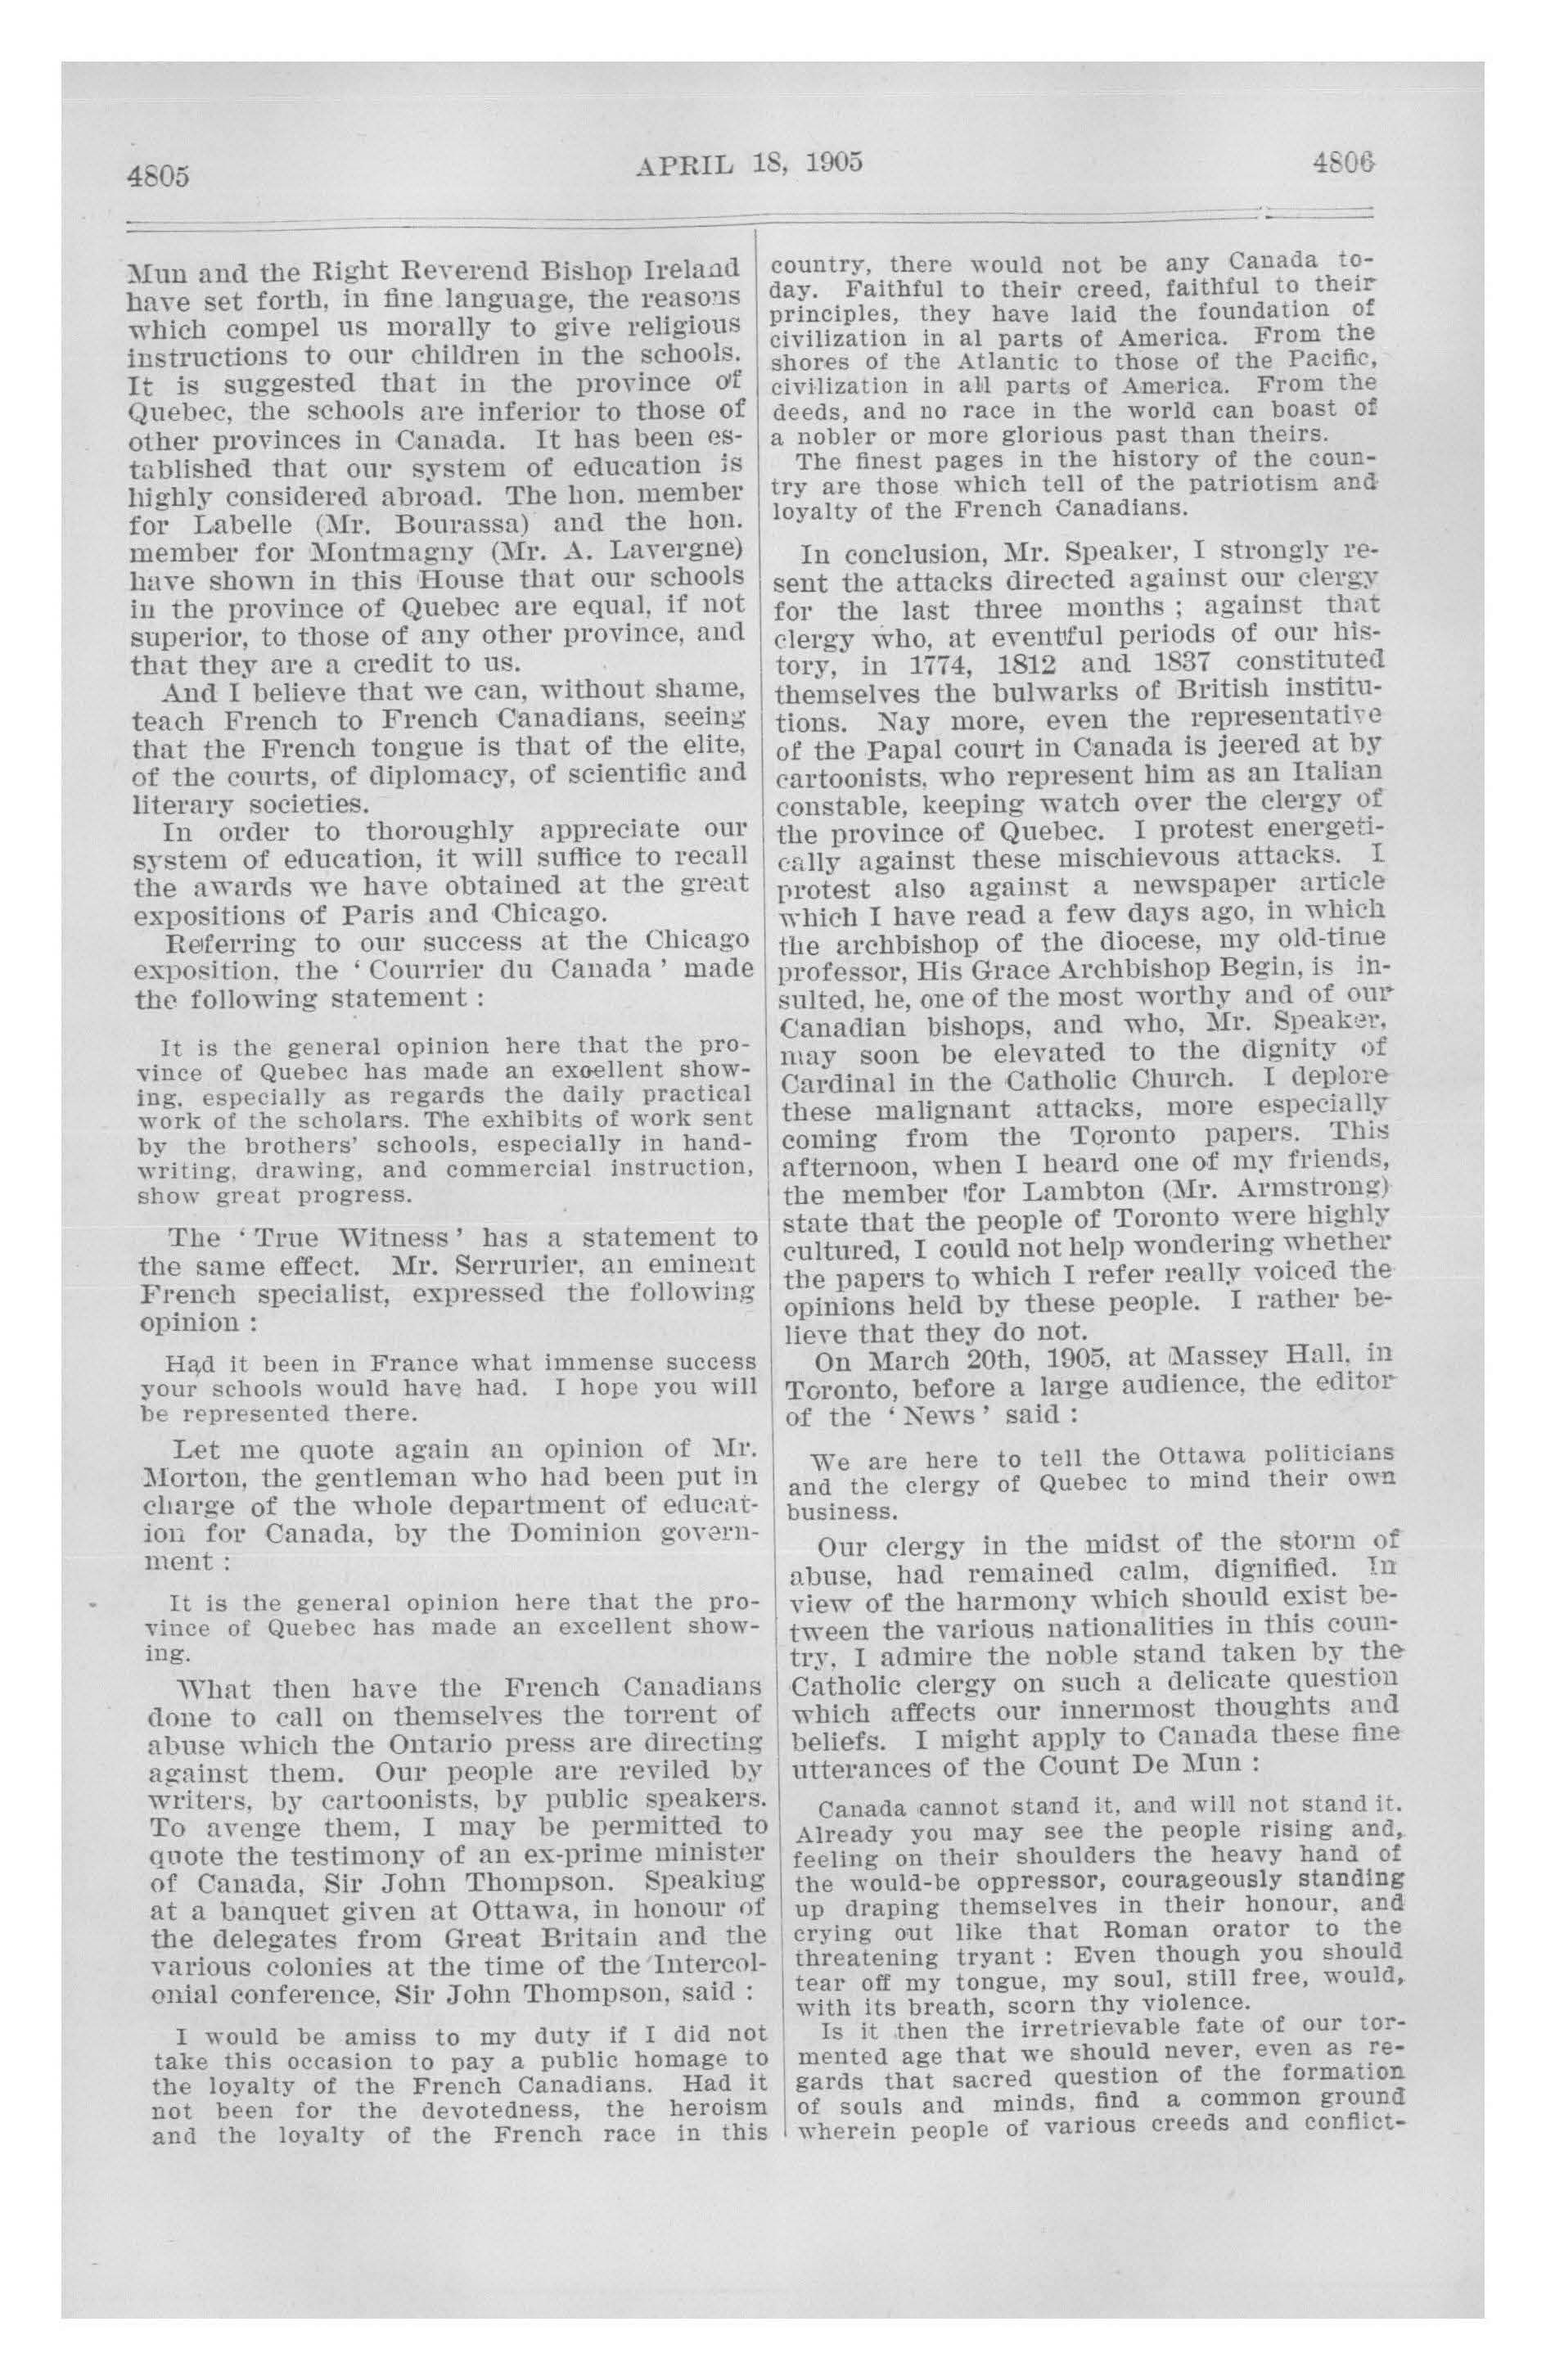 4805
APRIL 18, 1905
4806
Mun and the Right Reverend Bishop Ireland
have set forth, in fine language, the reasons
which compel us morally to give religious
instructions to our children in the schools.
It is suggested that in the province of
Quebec, the schools are inferior to those of
other provinces in Canada. It has been es-
tablished that our system of education is
highly considered abroad. The hon. member
for Labelle (Mr. Bourassa) and the hon.
member for Montmagny (Mr. A. Lavergne)
have shown in this House that our schools
in the province of Quebec are equal, if not
superior, to those of any other province, and
that they are a credit to us.
And I believe that we can, without shame,
teach French to French Canadians, seeing
that the French tongue is that of the elite,
of the courts, of diplomacy, of scientific and
literary societies.
In order to thoroughly appreciate our
system of education, it will suffice to recall
the awards we have obtained at the great
expositions of Paris and Chicago.
Referring to our success at the Chicago
exposition, the ‘ Courrier du Canada ’ made
the following statement :
It is the general opinion here that the pro-
vince of Quebec has made an excellent show-
ing, especially as regards the daily practical
work of the scholars. The exhibits of work sent
by the brothers’ schools, especially in hand-
writing, drawing, and commercial instruction,
show great progress.
The ‘ True Witness ’ has a statement to
the same effect. Mr. Serrurier, an eminent
French specialist, expressed the following
opinion :
Had it been in France what immense success
your schools would have had. I hope you will
be represented there.
Let me quote again an opinion of Mr.
Morton, the gentleman who had been put in
charge of the whole department of educat-
ion for Canada, by the Dominion govern-
ment :
It is the general opinion here that the pro-
vince of Quebec has made an excellent show-
ing.
What then have the French Canadians
done to call on themselves the torrent of
abuse which the Ontario press are directing
against them. Our people are reviled by
writers, by cartoonists, by public speakers.
To avenge them, I may be permitted to
quote the testimony of an ex-prime minister
of Canada, Sir John Thompson. Speaking
at a banquet given at Ottawa, in honour of
the delegates from Great Britain and the
various colonies at the time of the Intercol-
onial conference, Sir John Thompson, said :
I would be amiss to my duty if I did not
take this occasion to pay a public homage to
the loyalty of the French Canadians. Had it
not been for the devotedness, the heroism
and the loyalty of the French race in this
country, there would not be any Canada to-
day. Faithful to their creed, faithful to their
principles, they have laid the foundation of
civilization in al parts of America. From the
shores of the Atlantic to those of the Pacific,
civilization in all parts of America. From the
deeds, and no race in the world can boast of
a nobler or more glorious past than theirs.
The finest pages in the history of the coun-
try are those which tell of the patriotism and
loyalty of the French Canadians.
In conclusion, Mr. Speaker, I strongly re-
sent the attacks directed against our clergy
for the last three months ; against that
clergy who, at eventful periods of our his-
tory, in 1774, 1812 and 1837 constituted
themselves the bulwarks of British institu-
tions. Nay more, even the representative
of the Papal court in Canada is jeered at by
cartoonists, who represent him as an Italian
constable, keeping watch over the clergy of
the province of Quebec. I protest energeti-
cally against these mischievous attacks. I
protest also against a newspaper article
which I have read a few days ago, in which
the archbishop of the diocese, my old-time
professor, His Grace Archbishop Begin, is in-
sulted, he, one of the most worthy and of our
Canadian bishops, and who, Mr. Speaker,
may soon be elevated to the dignity of
Cardinal in the Catholic Church. I deplore
these malignant attacks, more especially
coming from the Toronto papers. This
afternoon, when I heard one of my friends,
the member for Lambton (Mr. Armstrong)
state that the people of Toronto were highly
cultured, I could not help wondering whether
the papers to which I refer really voiced the
opinions held by these people. I rather be-
lieve that they do not.
On March 20th, 1905, at Massey Hall, in
Toronto, before a large audience, the editor
of the ‘ News ’ said :
We are here to tell the Ottawa politicians
and the clergy of Quebec to mind their own
business.
Our clergy in the midst of the storm of
abuse, had remained calm, dignified. In
view of the harmony which should exist be-
tween the various nationalities in this coun-
try, I admire the noble stand taken by the
Catholic clergy on such a delicate question
which affects our innermost thoughts and
beliefs. I might apply to Canada these fine
utterances of the Count De Mun :
Canada cannot stand it, and will not stand it.
Already you may see the people rising and,
feeling on their shoulders the heavy hand of
the would-be oppressor, courageously standing
up draping themselves in their honour, and
crying out like that Roman orator to the
threatening tryant : Even though you should
tear off my tongue, my soul, still free, would,
with its breath, scorn thy violence.
Is it then the irretrievable fate of our tor-
mented age that we should never, even as re-
gards that sacred question of the formation
of souls and minds, find a common ground
wherein people of various creeds and conflict-